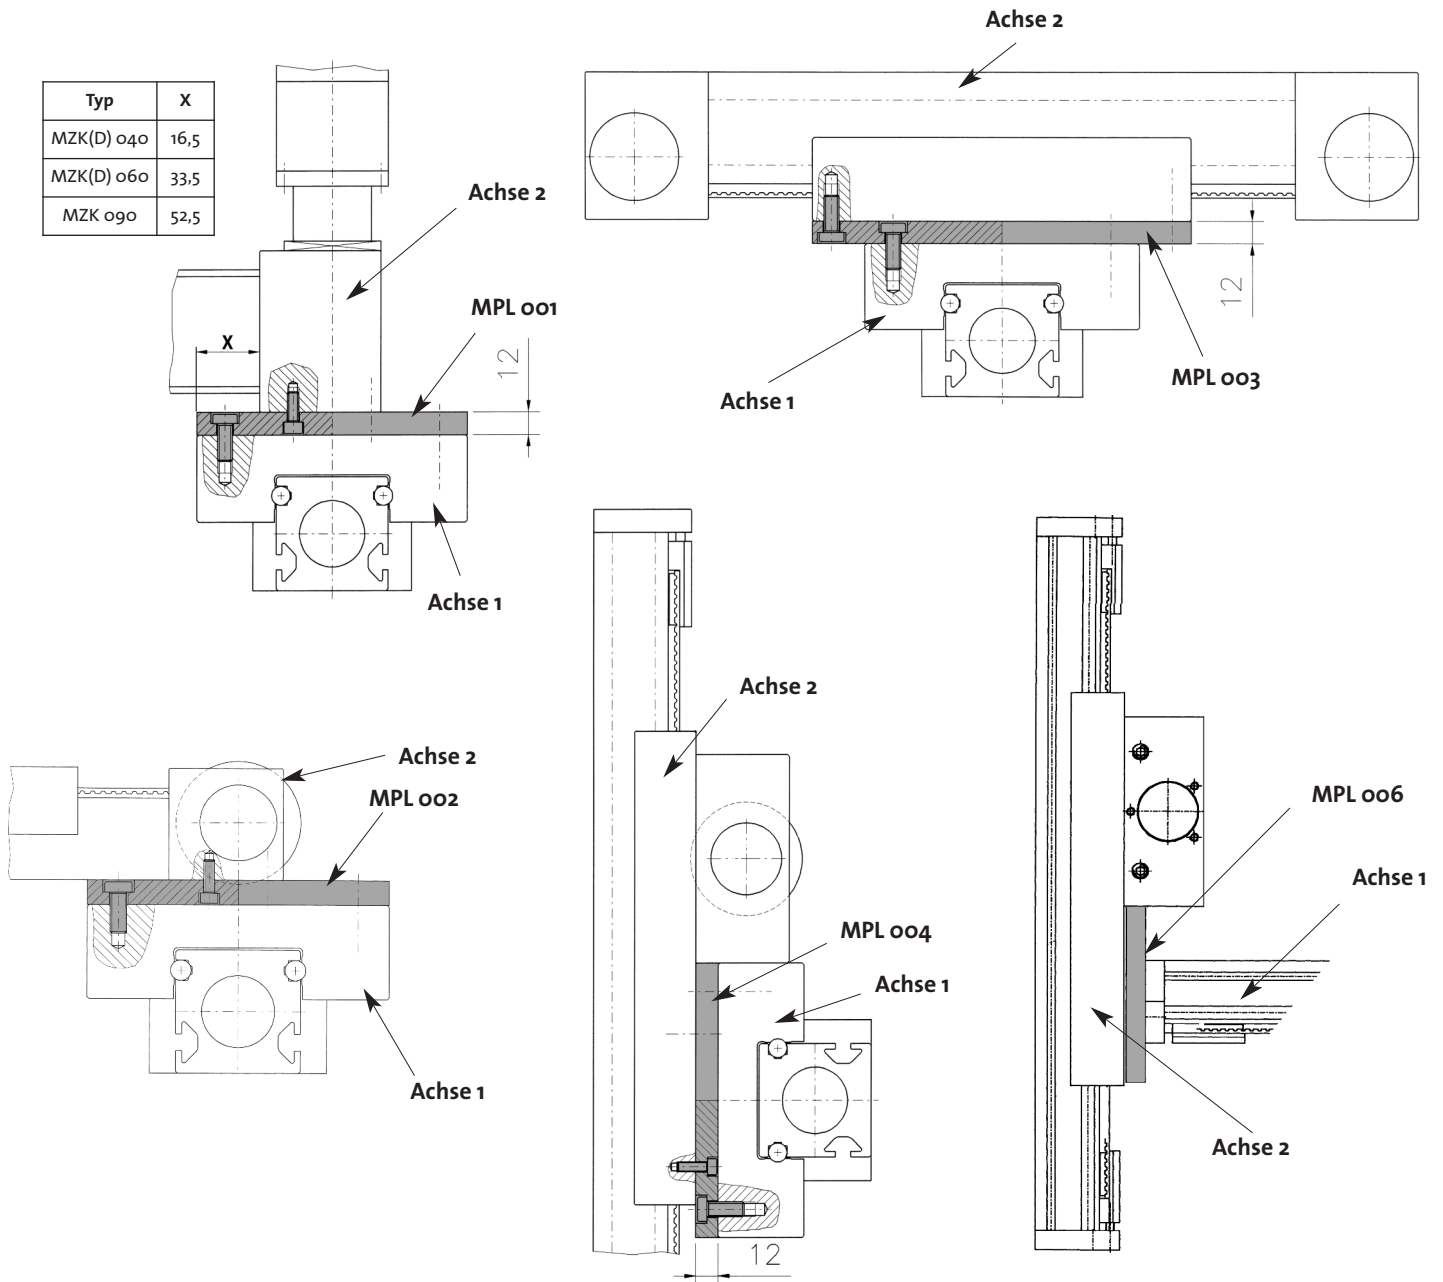 Typ X
MZK(D) 040 16,5
MZK(D) 060 33,5
MZK 090 52,5
Achse 2
MPL 001
X
12
Achse 1
Achse 2
12
MPL 003
Achse 1
Achse 2
MPL 002
Achse 1
Achse 2
MPL 004
Achse 1
12
MPL 006
Achse 1
Achse 2